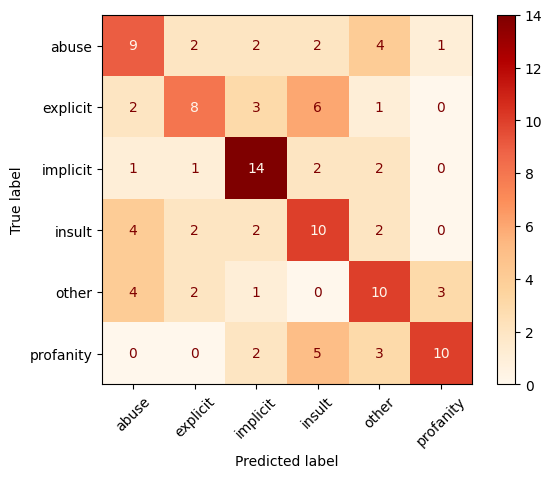 abuse 9 2 2 2 4 1
explicit 2 8 3 6 1 0
implicit 1 1 14 2 2 0
insult 4 2 2 10 2 0
other 4 2 1 0 10 3
profanity 0 0 2 5 3 10
True label
abuse explicit implicit insult other profanity
Predicted label
14
12
10
8
6
4
2
0